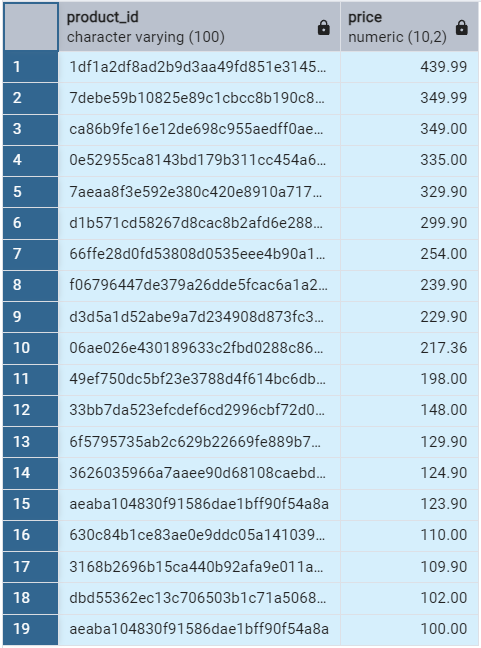 product_id price
character varying (100) numeric (10,2)
1 1df1a2df8ad2b9d3aa49fd851e3145... 439.99
2 7debe59b10825e89c1cbcc8b190c8... 349.99
3 ca86b9fe16e12de698c955aedff0ae... 349.00
4 0e52955ca8143bd179b311cc454a6... 335.00
5 7aeaa8f3e592e380c420e8910a717... 329.90
6 d1b571cd58267d8cac8b2afd6e288... 299.90
7 66ffe28d0fd53808d0535eee4b90a1... 254.00
8 f06796447de379a26dde5fcac6a1a2... 239.90
9 d3d5a1d52abe9a7d234908d873fc3... 229.90
10 06ae026e430189633c2fbd0288c86... 217.36
11 49ef750dc5bf23e3788d4f614bc6db... 198.00
12 33bb7da523efcdef6cd2996cbf72d0... 148.00
13 6f5795735ab2c629b22669fe889b7... 129.90
14 3626035966a7aaee90d68108caebd... 124.90
15 aeaba104830f91586dae1bff90f54a8a 123.90
16 630c84b1ce83ae0e9ddc05a141039... 110.00
17 3168b2696b15ca440b92afa9e011a... 109.90
18 dbd55362ec13c706503b1c71a5068... 102.00
19 aeaba104830f91586dae1bff90f54a8a 100.00